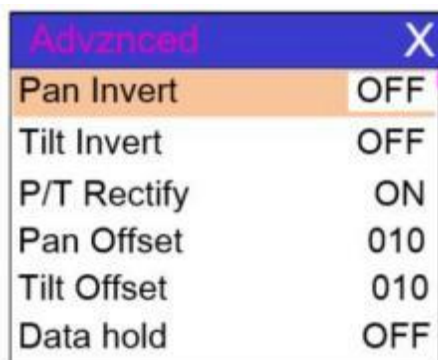 Advznced X
Pan Invert OFF
Tilt Invert OFF
P/T Rectify ON
Pan Offset 010
Tilt Offset 010
Data hold OFF